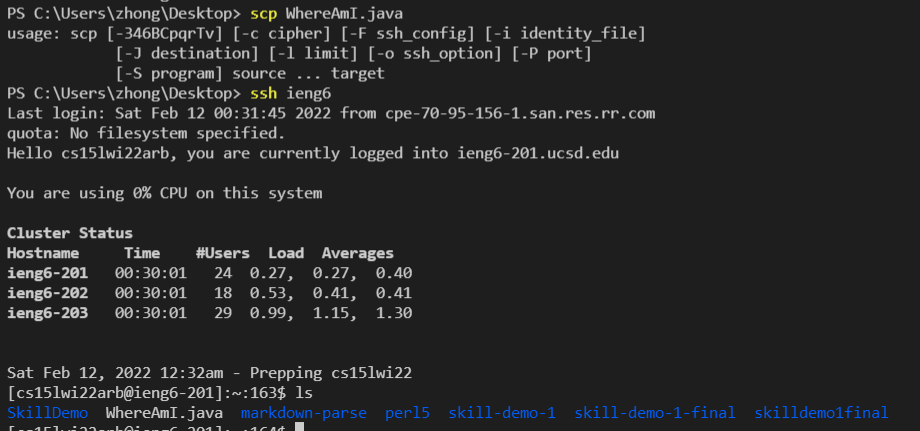 PS C:\Users\zhong\Desktop> scp WhereAmI.java
usage: scp [-346BCpqrTv] [-c cipher] [-F ssh_config] [-i identity_file]
           [-J destination] [-l limit] [-o ssh_option] [-P port]
           [-S program] source ... target
PS C:\Users\zhong\Desktop> ssh ieng6
Last login: Sat Feb 12 00:31:45 2022 from cpe-70-95-156-1.san.res.rr.com
quota: No filesystem specified.
Hello cs15lwi22arb, you are currently logged into ieng6-201.ucsd.edu

You are using 0% CPU on this system

Cluster Status
Hostname     Time    #Users  Load  Averages
ieng6-201   00:30:01   24  0.27,  0.27,  0.40
ieng6-202   00:30:01   18  0.53,  0.41,  0.41
ieng6-203   00:30:01   29  0.99,  1.15,  1.30

Sat Feb 12, 2022 12:32am - Prepping cs15lwi22
[cs15lwi22arb@ieng6-201]:~:163$ ls
SkillDemo  WhereAmI.java  markdown-parse  perl5  skill-demo-1  skill-demo-1-final  skilldemo1final
[cs15lwi22arb@ieng6-201]:~:164$